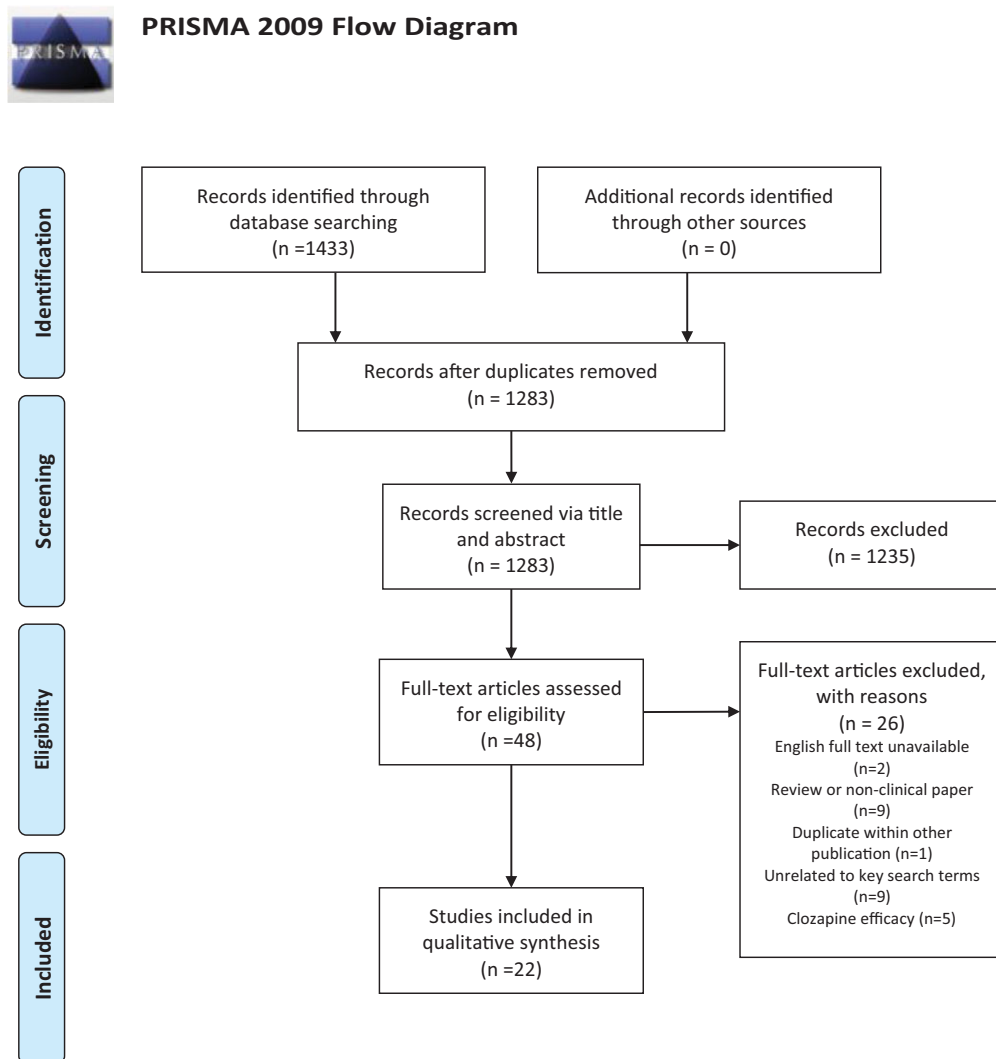 PRISMA
PRISMA 2009 Flow Diagram
Identification
Records identified through
database searching
(n =1433)
Additional records identified
through other sources
(n = 0)
Records after duplicates removed
(n = 1283)
Screening
Records screened via title
and abstract
(n = 1283)
Records excluded
(n = 1235)
Eligibility
Full-text articles assessed
for eligibility
(n =48)
Full-text articles excluded,
with reasons
(n = 26)
English full text unavailable
(n=2)
Review or non-clinical paper
(n=9)
Duplicate within other
publication (n=1)
Unrelated to key search terms
(n=9)
Clozapine efficacy (n=5)
Included
Studies included in
qualitative synthesis
(n =22)